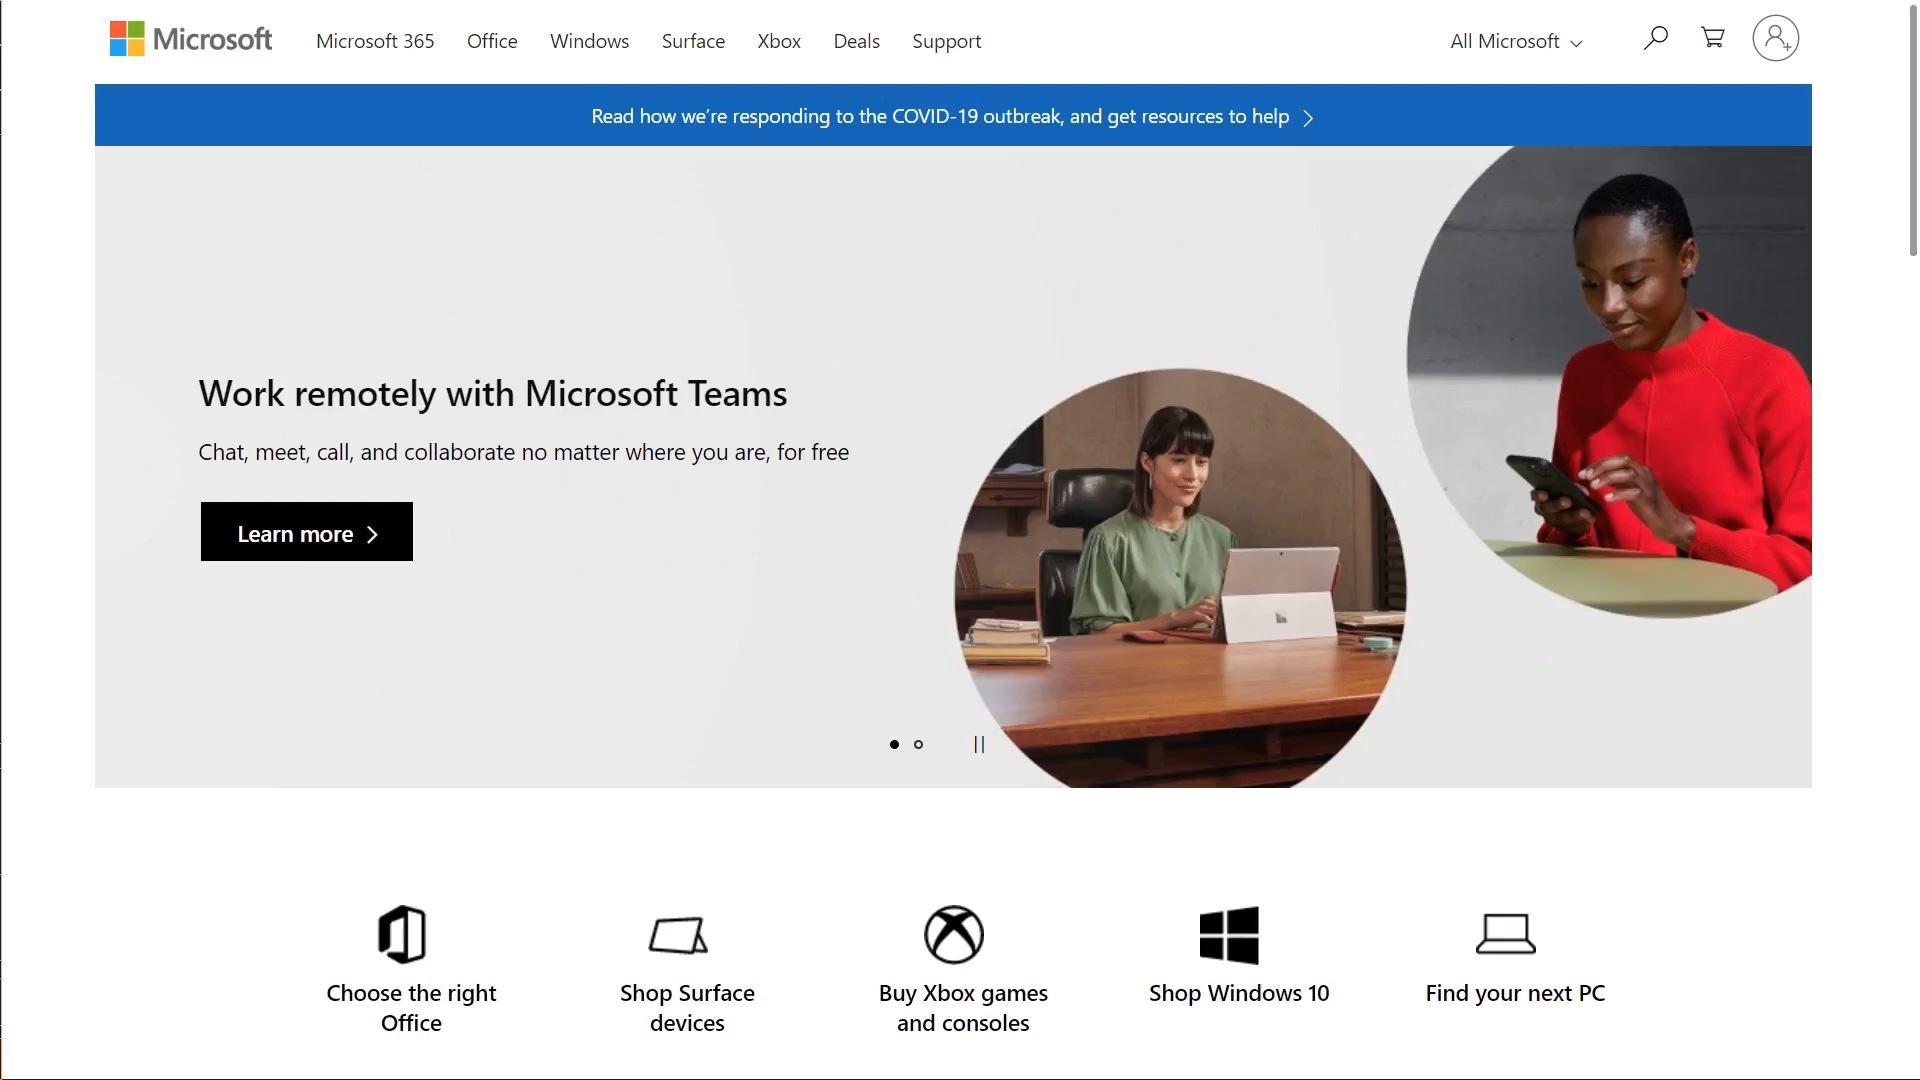 Microsoft
Microsoft 365
Office
Windows
Surface
Xbox
Deals
Support
All Microsoft
Read how we’re responding to the COVID-19 outbreak, and get resources to help
Work remotely with Microsoft Teams
Chat, meet, call, and collaborate no matter where you are, for free
Learn more
Choose the right
Office
Shop Surface
devices
Buy Xbox games
and consoles
Shop Windows 10
Find your next PC